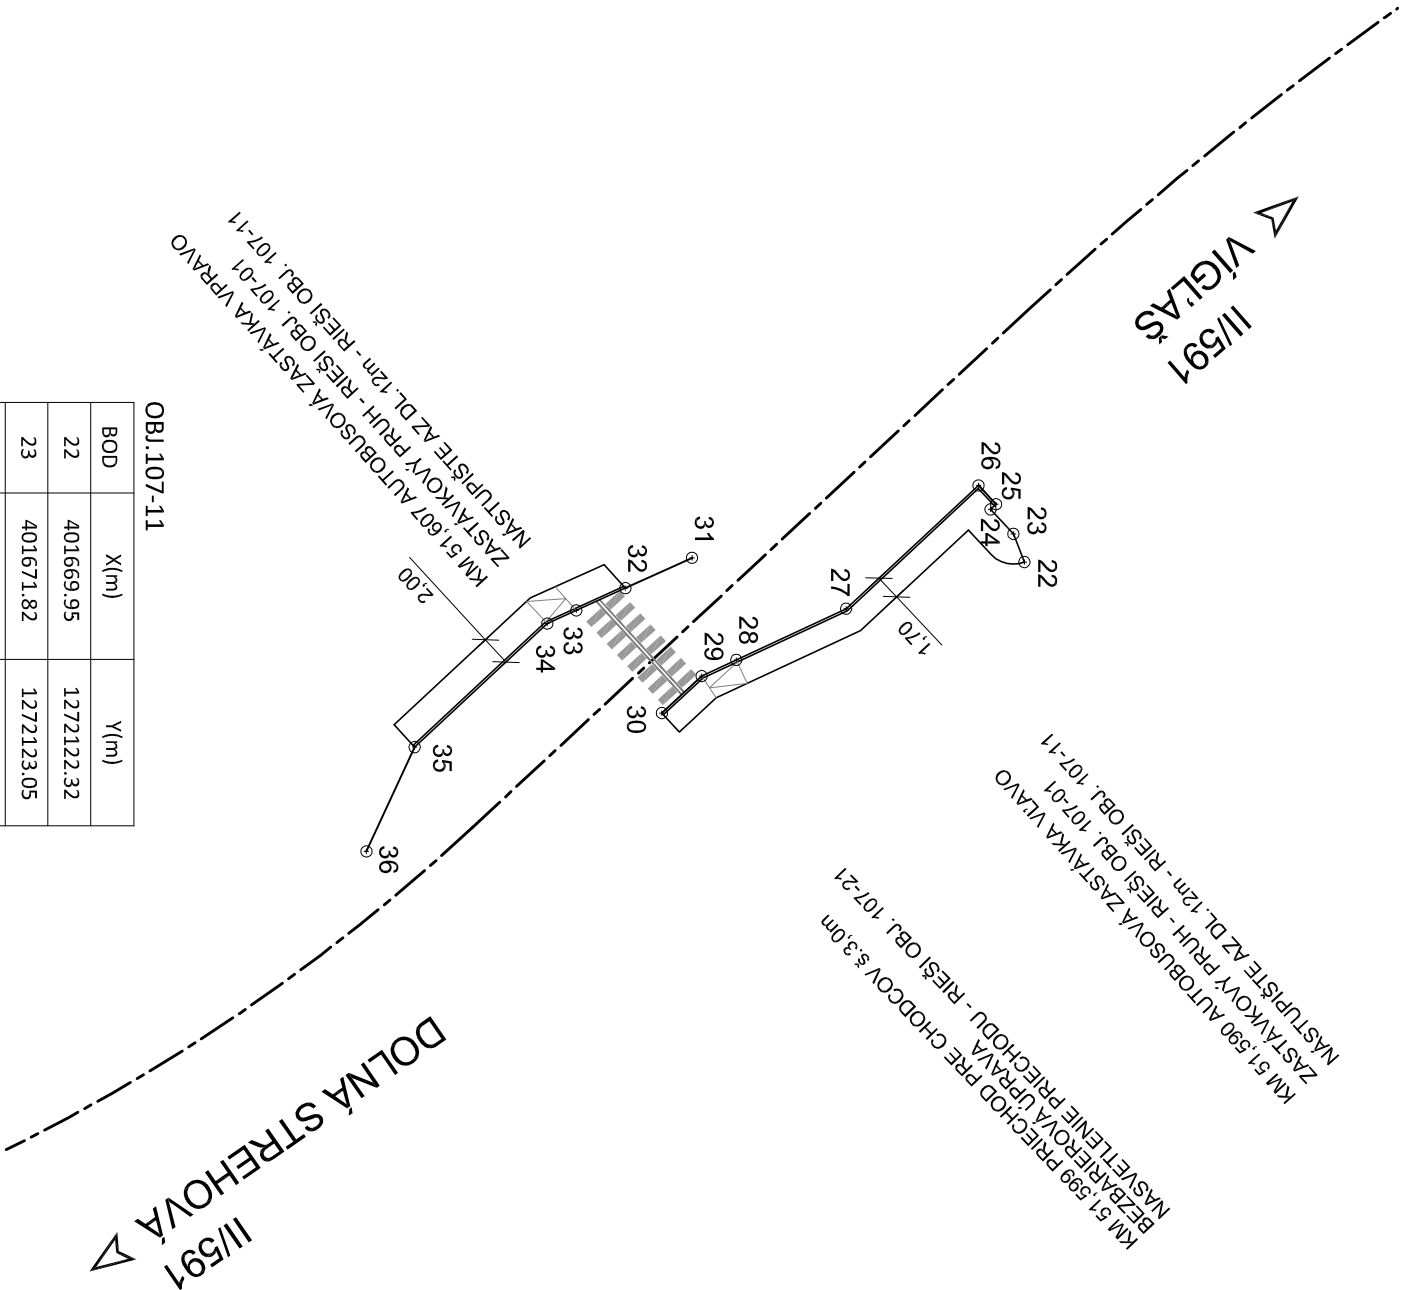 II/591
VÍGĽAŠ
22
23
24
25
26
27
28
29
30
31
32
33
34
35
36
1,70
2,00
KM 51,607 AUTOBUSOVÁ ZASTÁVKA VPRAVO
ZASTÁVKOVÝ PRUH - RIEŠI OBJ. 107-01
NÁSTUPIŠTE AZ DL.12m - RIEŠI OBJ. 107-11
KM 51,590 AUTOBUSOVÁ ZASTÁVKA VĽAVO
ZASTÁVKOVÝ PRUH - RIEŠI OBJ. 107-01
NÁSTUPIŠTE AZ DL.12m - RIEŠI OBJ. 107-11
KM 51,599 PRIECHOD PRE CHODCOV š.3,0m
BEZBARIEROVÁ ÚPRAVA
NASVETLENIE PRIECHODU - RIEŠI OBJ. 107-21
II/591
DOLNÁ STREHOVÁ
OBJ.107-11
BOD X(m) Y(m)
22 401669.95 1272122.32
23 401671.82 1272123.05